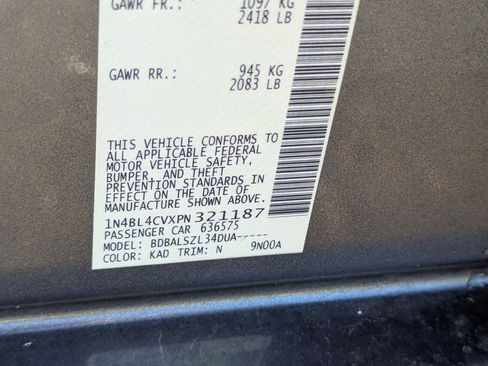 GAWR FR.: 1097 KG
2418 LB
GAWR RR.: 945 KG
2083 LB
THIS VEHICLE CONFORMS TO
ALL APPLICABLE FEDERAL
MOTOR VEHICLE SAFETY,
BUMPER, AND THEFT
PREVENTION STANDARDS IN
EFFECT ON THE DATE OF
MANUFACTURE SHOWN ABOVE.
1N4BL4CVXPN321187
PASSENGER CAR 636575
MODEL: BDBALSZL34DUA-----
COLOR: KAD TRIM: N 9N00A